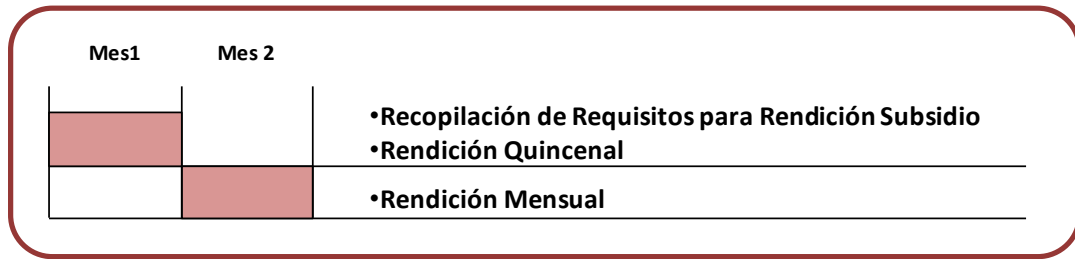 Mes1 Mes 2
•Recopilación de Requisitos para Rendición Subsidio
•Rendición Quincenal
•Rendición Mensual